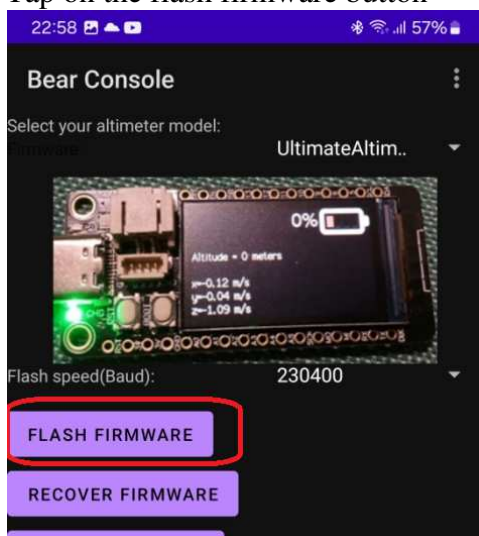 Tap on the flash firmware button
22:58 57%
Bear Console
Select your altimeter model:
Firmware: UltimateAltim..
0%
Altitude = 0 meters
x=-0.12 m/s
y=-0.04 m/s
z=-1.09 m/s
Flash speed(Baud): 230400
FLASH FIRMWARE
RECOVER FIRMWARE